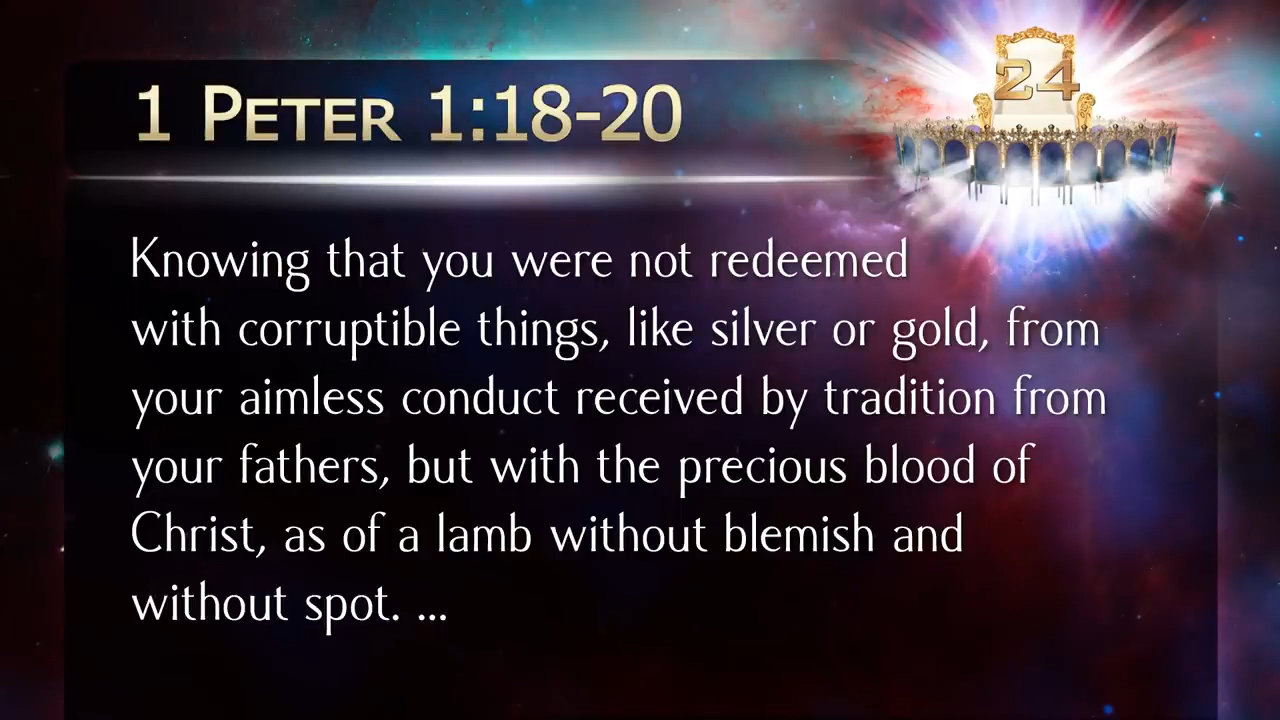 1 PETER 1:18-20
24
Knowing that you were not redeemed
with corruptible things, like silver or gold, from
your aimless conduct received by tradition from
your fathers, but with the precious blood of
Christ, as of a lamb without blemish and
without spot. ...